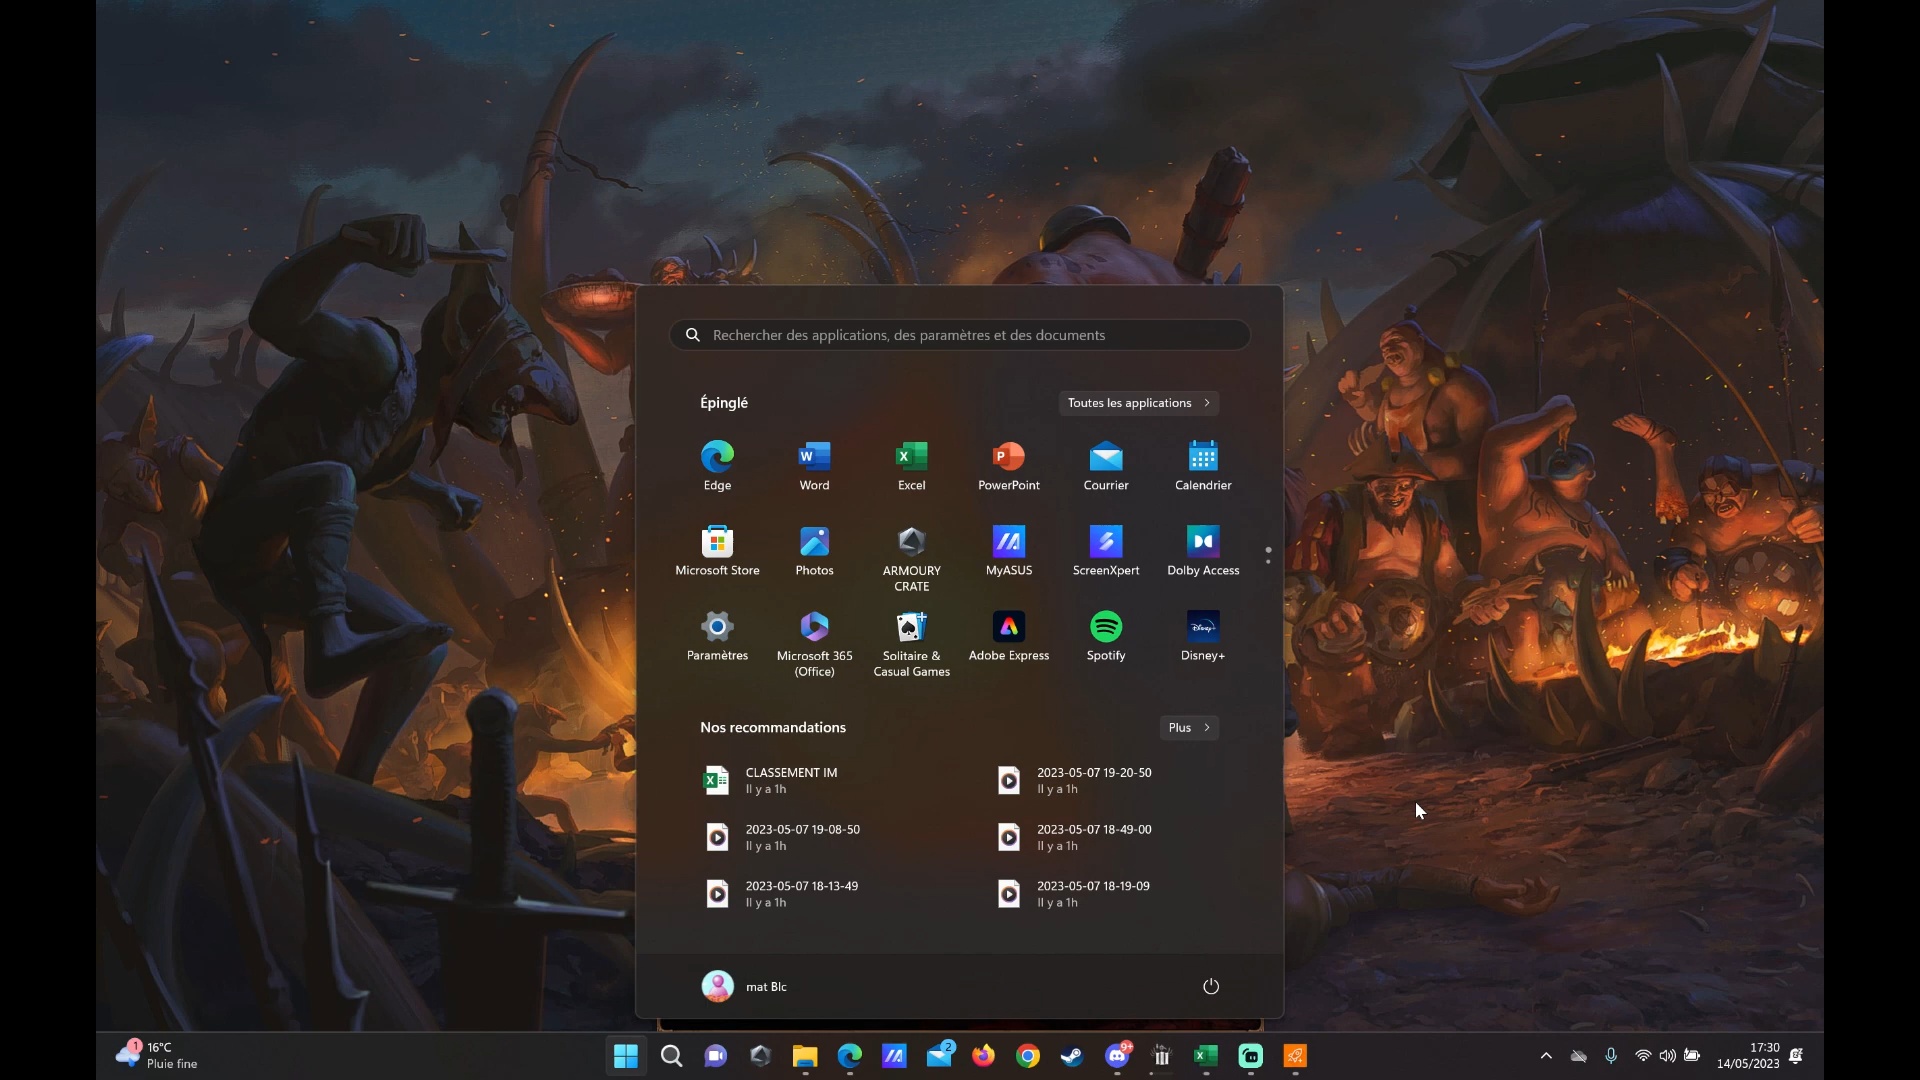 Rechercher des applications, des paramètres et des documents
Épinglé
Toutes les applications
Edge
Word
Excel
PowerPoint
Courrier
Calendrier
Microsoft Store
Photos
ARMOURY
CRATE
MyASUS
ScreenXpert
Dolby Access
Paramètres
Microsoft 365
(Office)
Solitaire &
Casual Games
Adobe Express
Spotify
Disney+
Nos recommandations
Plus
CLASSEMENT IM
Il y a 1h
2023-05-07 19-20-50
Il y a 1h
2023-05-07 19-08-50
Il y a 1h
2023-05-07 18-49-00
Il y a 1h
2023-05-07 18-13-49
Il y a 1h
2023-05-07 18-19-09
Il y a 1h
mat Blc
1
16°C
Pluie fine
2
9+
17:30
14/05/2023